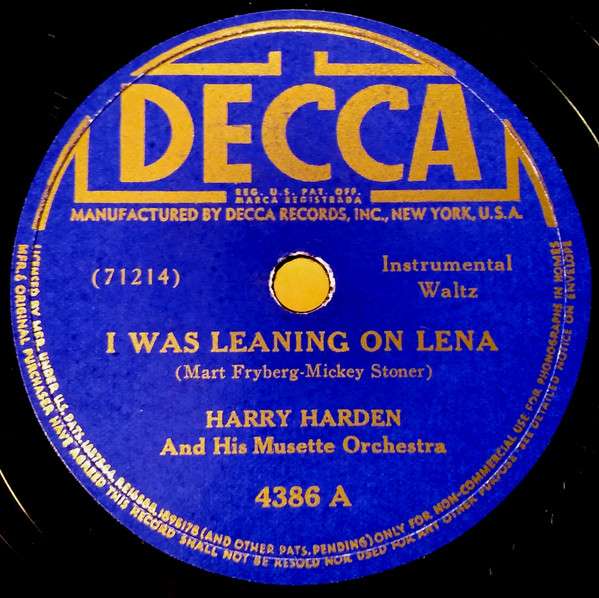 DECCA
REG. U.S. PAT. OFF.
MARCA REGISTRADA
MANUFACTURED BY DECCA RECORDS, INC., NEW YORK, U.S.A.
(71214)
Instrumental
Waltz
I WAS LEANING ON LENA
(Mart Fryberg-Mickey Stoner)
HARRY HARDEN
And His Musette Orchestra
4386 A
LICENSED BY MFR. UNDER U.S. PATS. 1637544, RE16588, 1896178 (AND OTHER PATS. PENDING) ONLY FOR NON-COMMERCIAL USE FOR PHONOGRAPHS IN HOMES
MFR. & ORIGINAL PURCHASER HAVE AGREED THIS RECORD SHALL NOT BE RESOLD NOR USED FOR ANY OTHER PURPOSE. SEE DETAILED NOTICE ON ENVELOPE